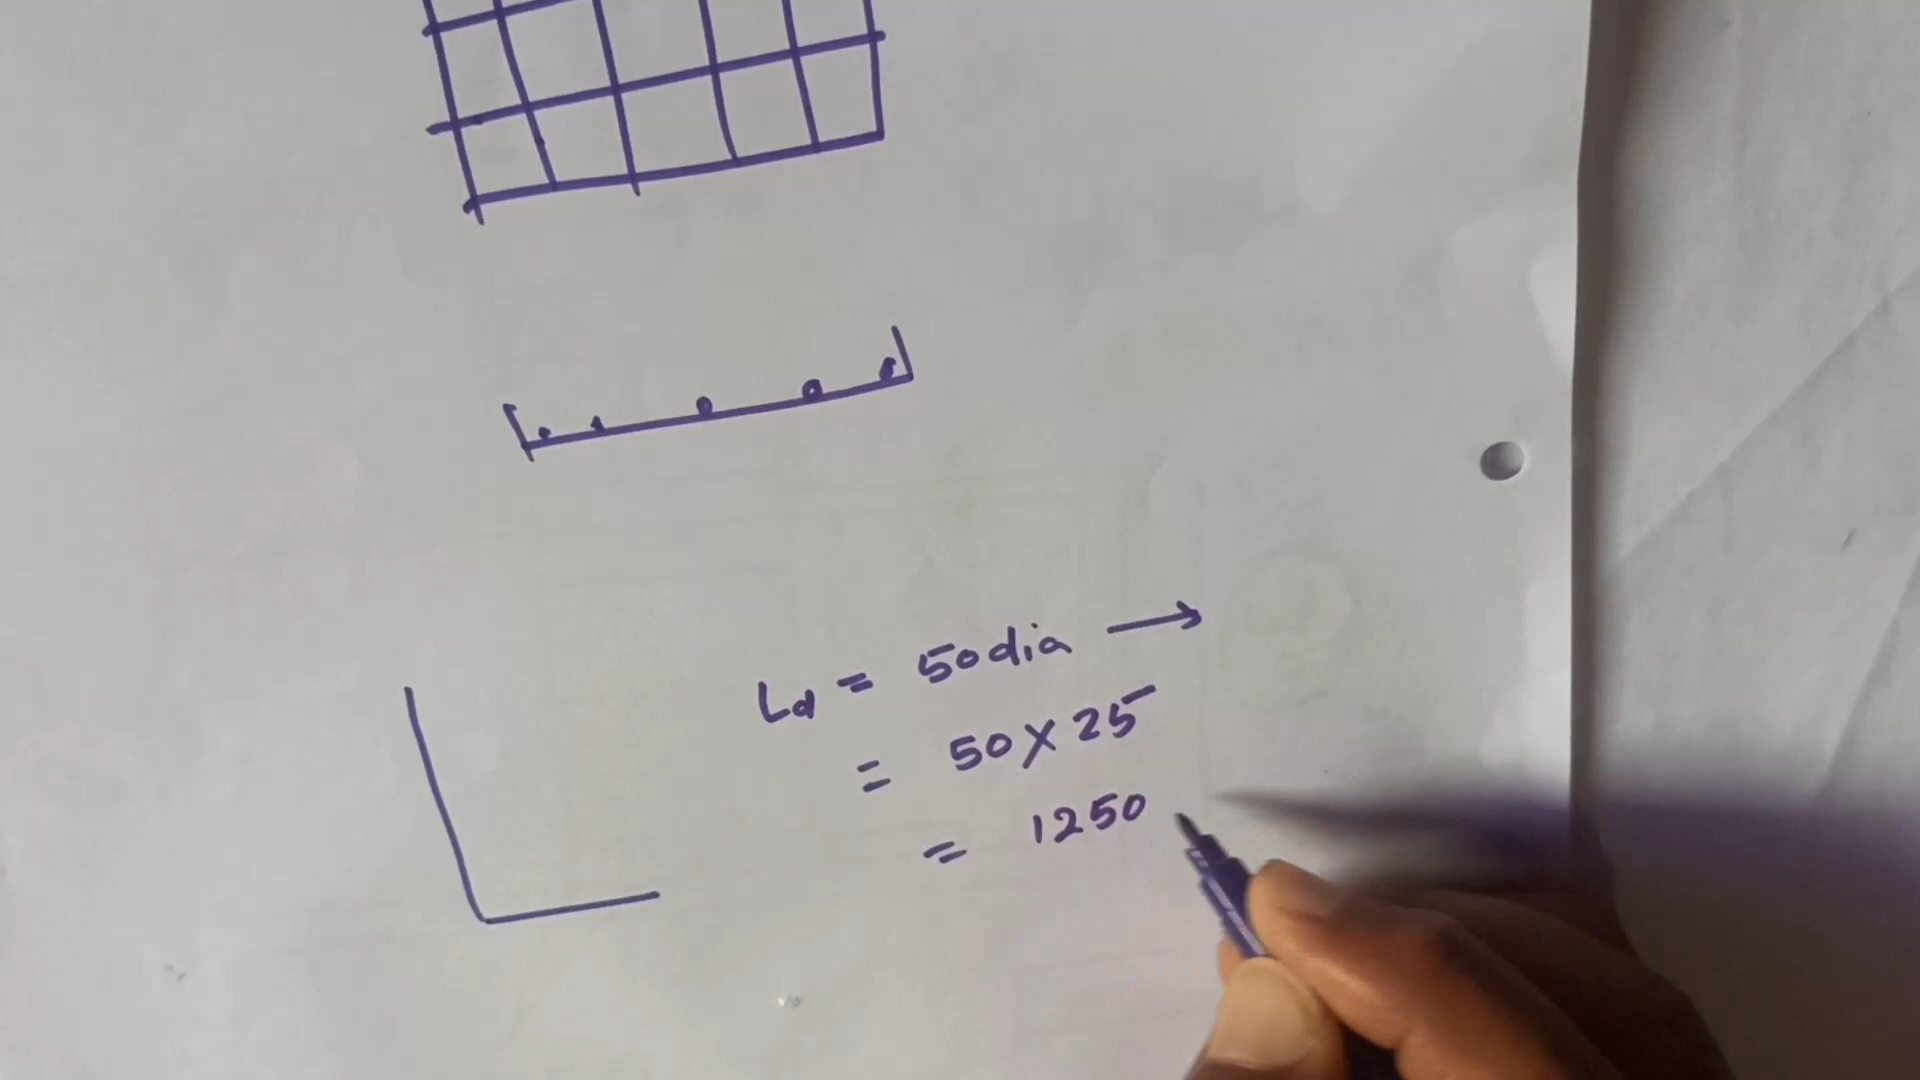 Ld = 50dia →
= 50 x 25
= 1250